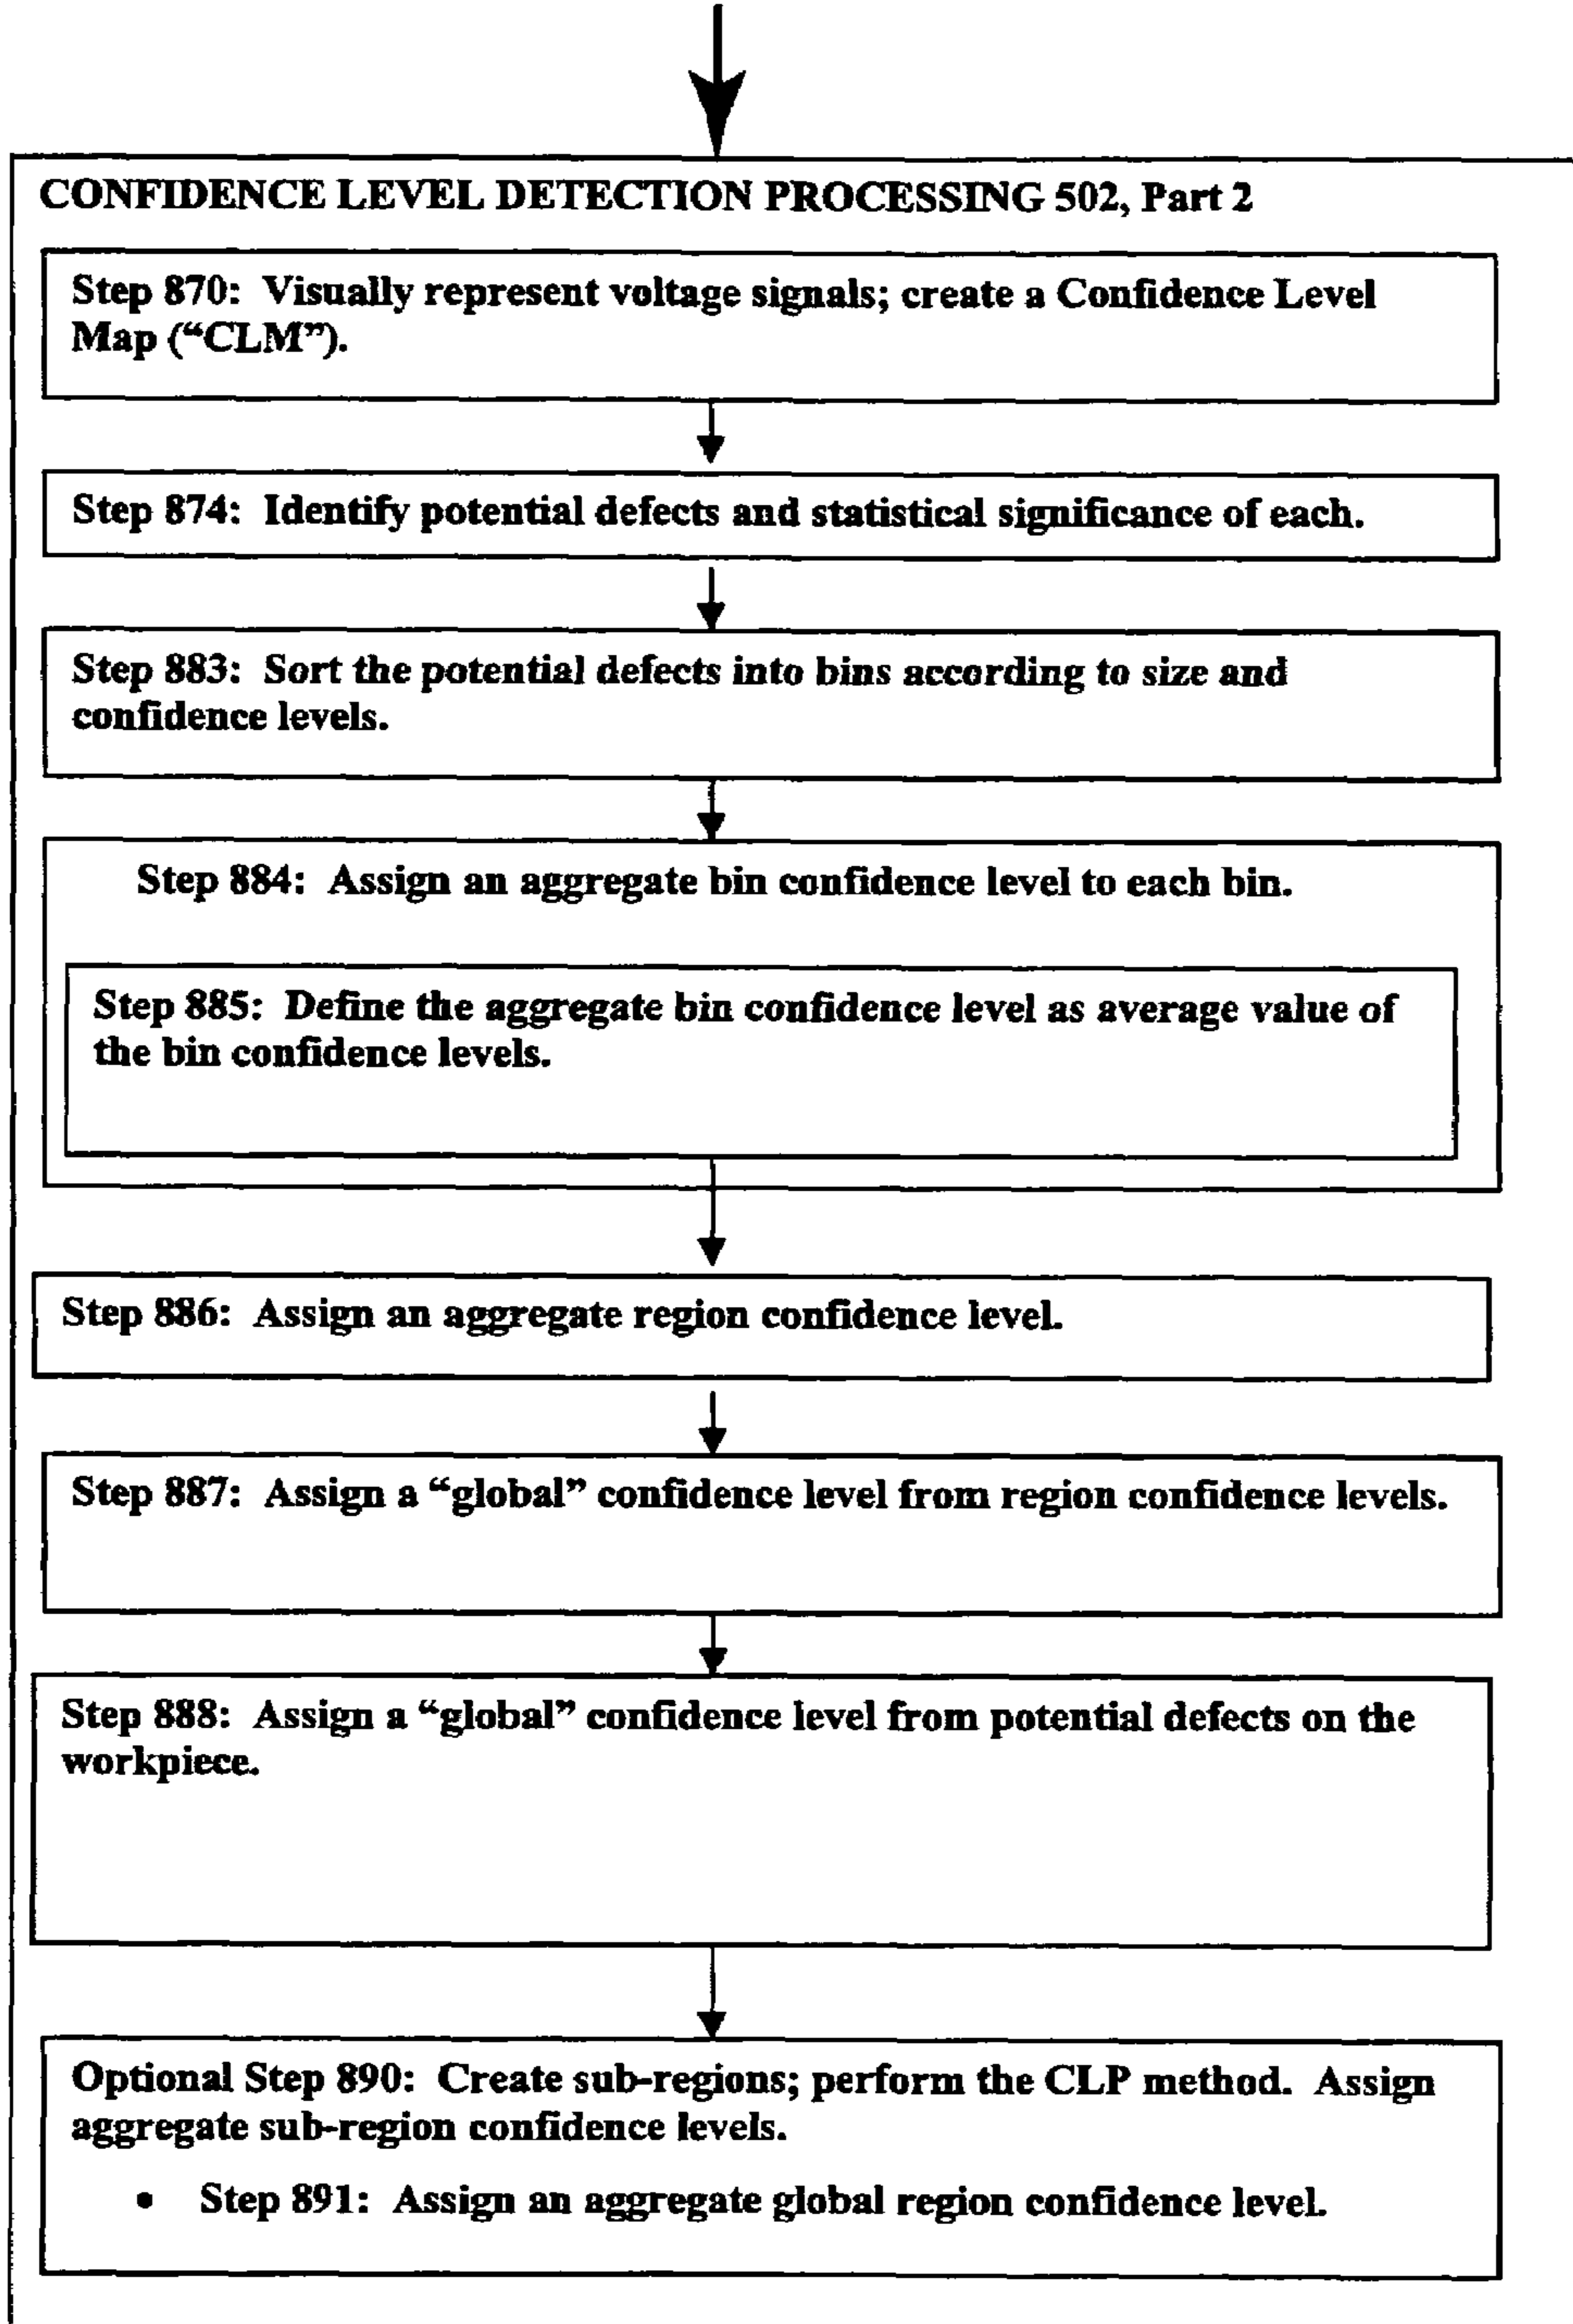 CONFIDENCE LEVEL DETECTION PROCESSING 502, Part 2
Step 870: Visually represent voltage signals; create a Confidence Level
Map (“CLM”).
Step 874: Identify potential defects and statistical significance of each.
Step 883: Sort the potential defects into bins according to size and
confidence levels.
Step 884: Assign an aggregate bin confidence level to each bin.
Step 885: Define the aggregate bin confidence level as average value of
the bin confidence levels.
Step 886: Assign an aggregate region confidence level.
Step 887: Assign a “global” confidence level from region confidence levels.
Step 888: Assign a “global” confidence level from potential defects on the
workpiece.
Optional Step 890: Create sub-regions; perform the CLP method. Assign
aggregate sub-region confidence levels.
• Step 891: Assign an aggregate global region confidence level.